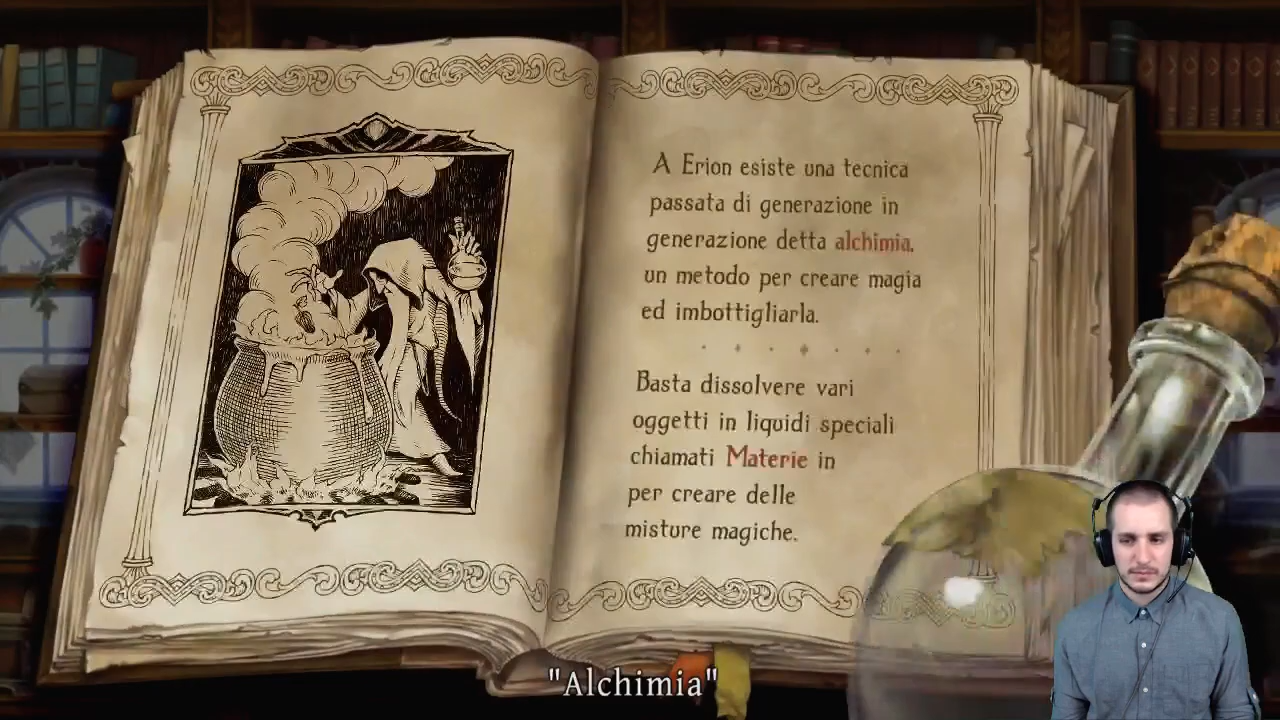 A Erion esiste una tecnica
passata di generazione in
generazione detta alchimia,
un metodo per creare magia
ed imbottigliarla.
Basta dissolvere vari
oggetti in liquidi speciali
chiamati Materie in
per creare delle
misture magiche.
"Alchimia"